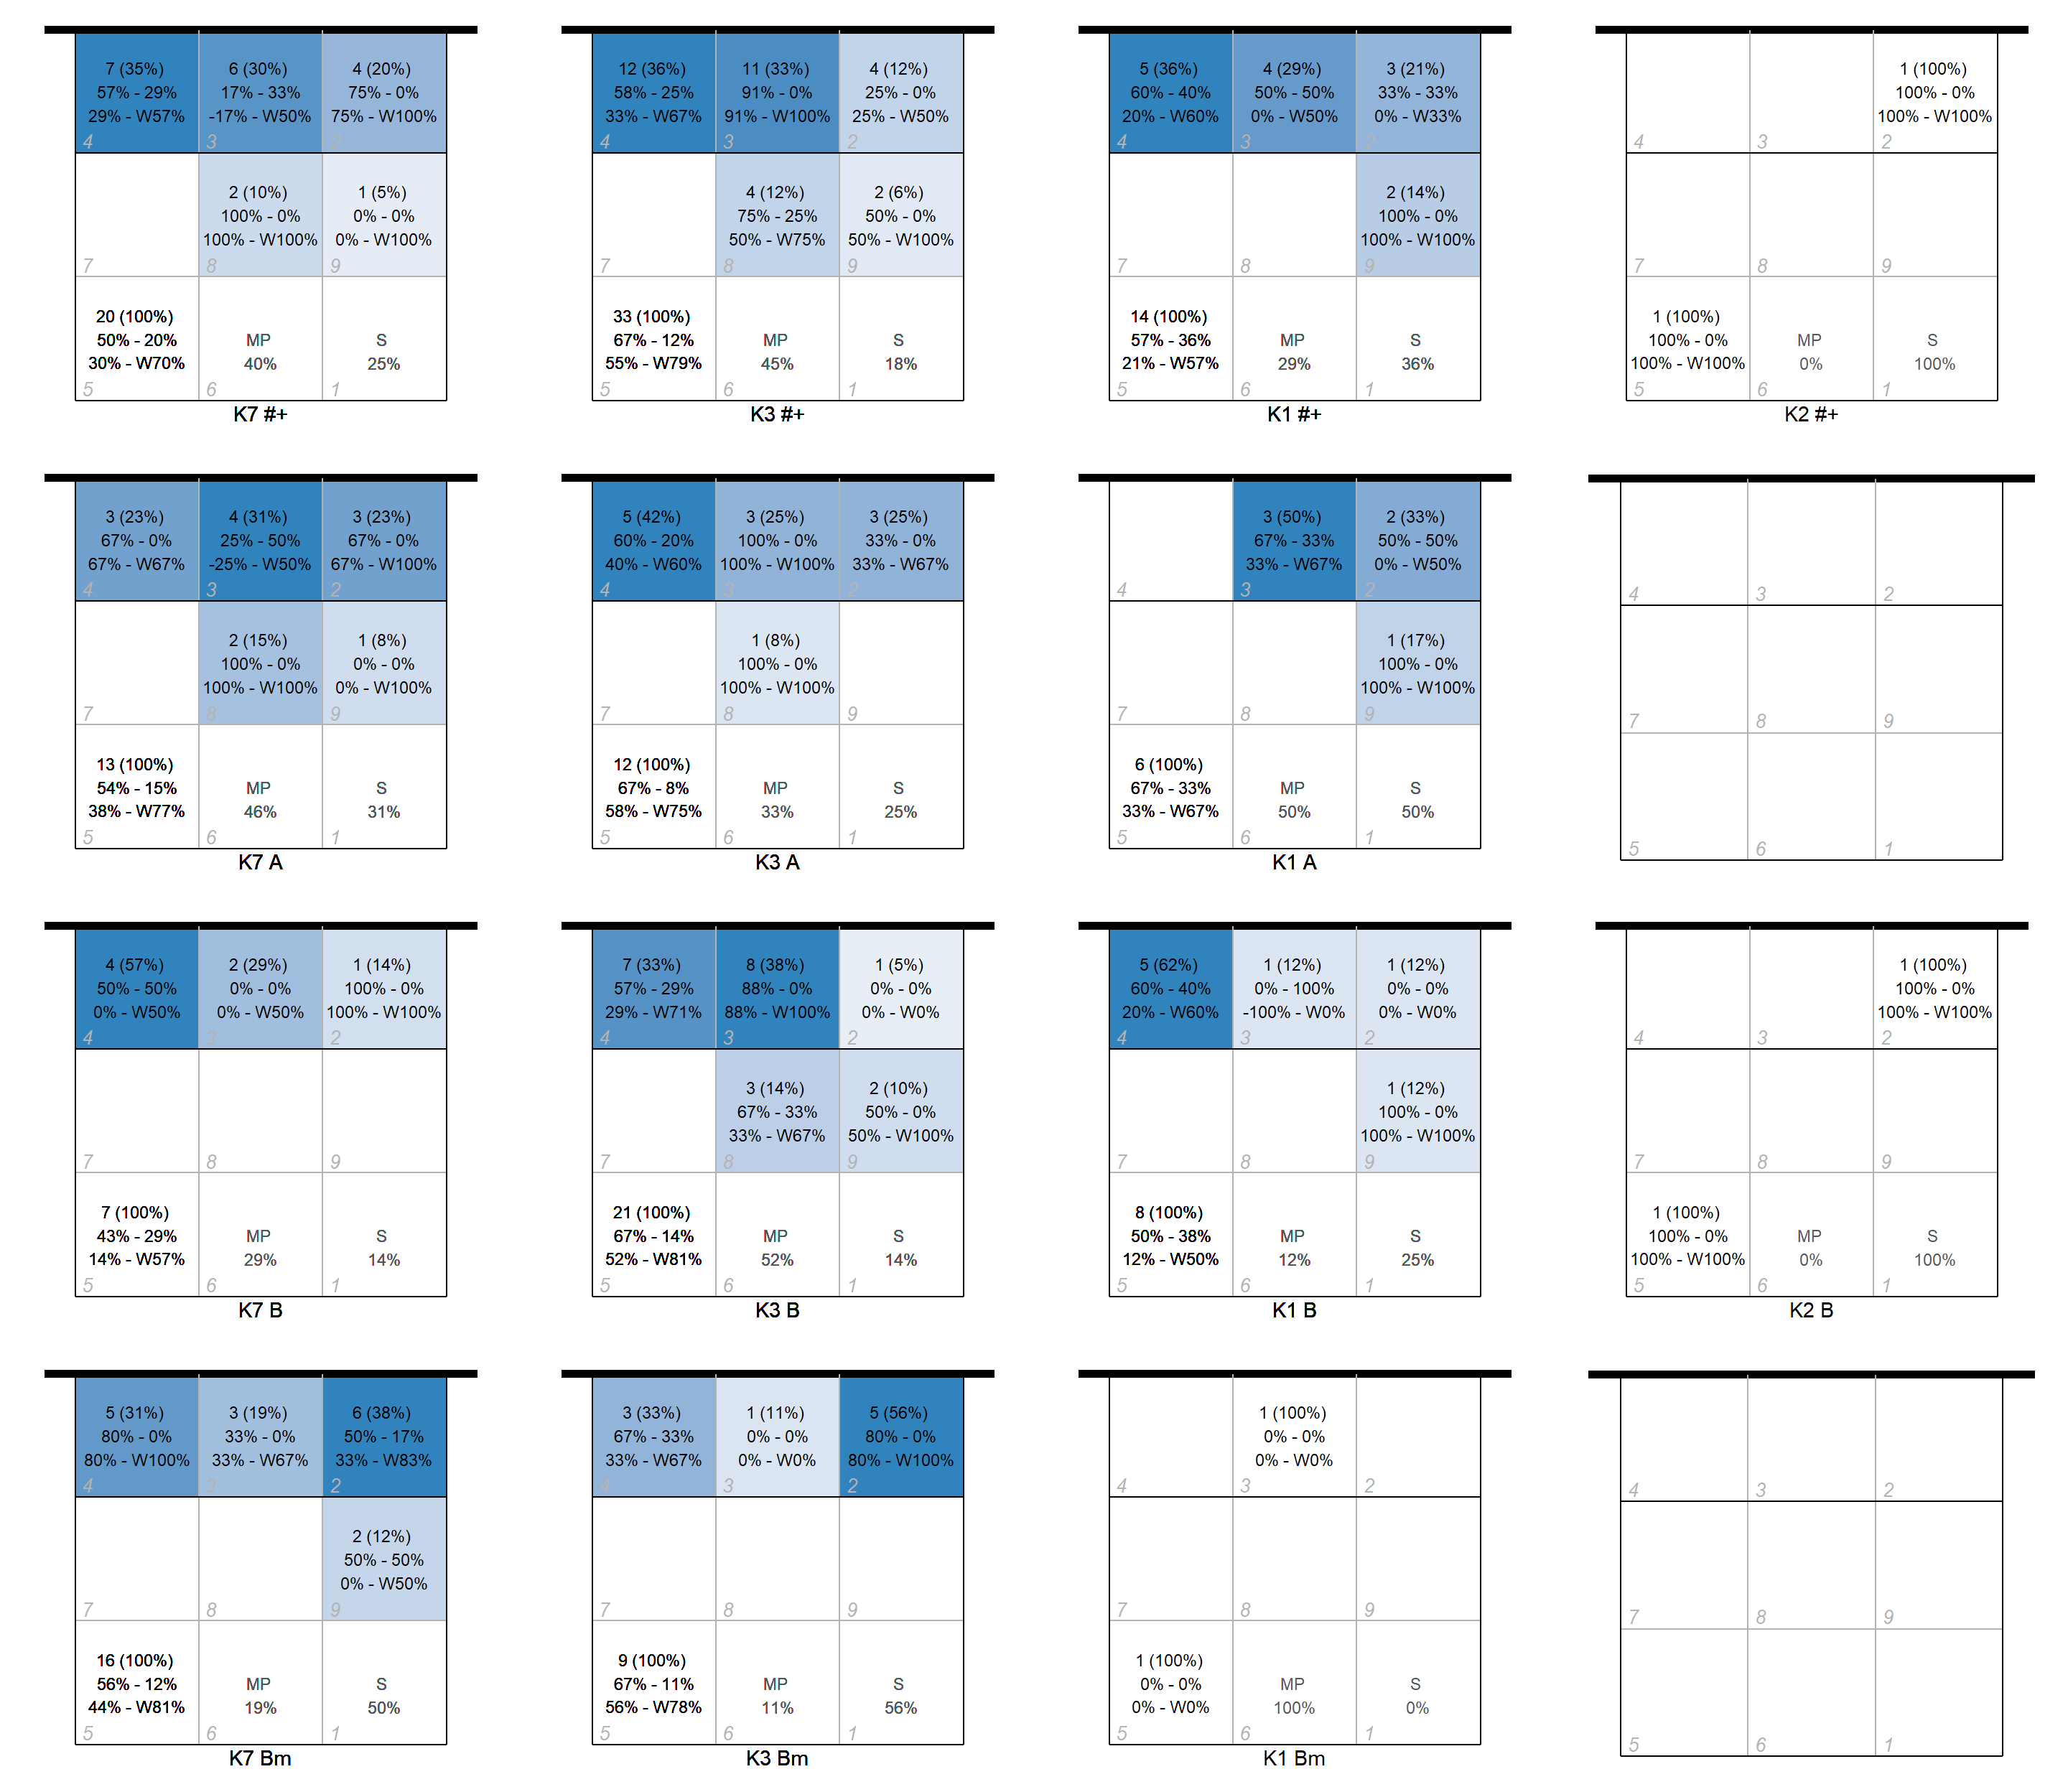 7 (35%)
57% - 29%
29% - W57%
4
6 (30%)
17% - 33%
-17% - W50%
3
4 (20%)
75% - 0%
75% - W100%
2
7
2 (10%)
100% - 0%
100% - W100%
8
1 (5%)
0% - 0%
0% - W100%
9
20 (100%)
50% - 20%
30% - W70%
5
MP
40%
6
S
25%
1
K7 #+
12 (36%)
58% - 25%
33% - W67%
4
11 (33%)
91% - 0%
91% - W100%
3
4 (12%)
25% - 0%
25% - W50%
2
7
4 (12%)
75% - 25%
50% - W75%
8
2 (6%)
50% - 0%
50% - W100%
9
33 (100%)
67% - 12%
55% - W79%
5
MP
45%
6
S
18%
1
K3 #+
5 (36%)
60% - 40%
20% - W60%
4
4 (29%)
50% - 50%
0% - W50%
3
3 (21%)
33% - 33%
0% - W33%
2
7
8
2 (14%)
100% - 0%
100% - W100%
9
14 (100%)
57% - 36%
21% - W57%
5
MP
29%
6
S
36%
1
K1 #+
4
3
1 (100%)
100% - 0%
100% - W100%
2
7
8
9
1 (100%)
100% - 0%
100% - W100%
5
MP
0%
6
S
100%
1
K2 #+
3 (23%)
67% - 0%
67% - W67%
4
4 (31%)
25% - 50%
-25% - W50%
3
3 (23%)
67% - 0%
67% - W100%
2
7
2 (15%)
100% - 0%
100% - W100%
8
1 (8%)
0% - 0%
0% - W100%
9
13 (100%)
54% - 15%
38% - W77%
5
MP
46%
6
S
31%
1
K7 A
5 (42%)
60% - 20%
40% - W60%
4
3 (25%)
100% - 0%
100% - W100%
3
3 (25%)
33% - 0%
33% - W67%
2
7
1 (8%)
100% - 0%
100% - W100%
8
9
12 (100%)
67% - 8%
58% - W75%
5
MP
33%
6
S
25%
1
K3 A
4
3 (50%)
67% - 33%
33% - W67%
3
2 (33%)
50% - 50%
0% - W50%
2
7
8
1 (17%)
100% - 0%
100% - W100%
9
6 (100%)
67% - 33%
33% - W67%
5
MP
50%
6
S
50%
1
K1 A
4
3
2
7
8
9
5
6
1
4 (57%)
50% - 50%
0% - W50%
4
2 (29%)
0% - 0%
0% - W50%
3
1 (14%)
100% - 0%
100% - W100%
2
7
8
9
7 (100%)
43% - 29%
14% - W57%
5
MP
29%
6
S
14%
1
K7 B
7 (33%)
57% - 29%
29% - W71%
4
8 (38%)
88% - 0%
88% - W100%
3
1 (5%)
0% - 0%
0% - W0%
2
7
3 (14%)
67% - 33%
33% - W67%
8
2 (10%)
50% - 0%
50% - W100%
9
21 (100%)
67% - 14%
52% - W81%
5
MP
52%
6
S
14%
1
K3 B
5 (62%)
60% - 40%
20% - W60%
4
1 (12%)
0% - 100%
-100% - W0%
3
1 (12%)
0% - 0%
0% - W0%
2
7
8
1 (12%)
100% - 0%
100% - W100%
9
8 (100%)
50% - 38%
12% - W50%
5
MP
12%
6
S
25%
1
K1 B
4
3
1 (100%)
100% - 0%
100% - W100%
2
7
8
9
1 (100%)
100% - 0%
100% - W100%
5
MP
0%
6
S
100%
1
K2 B
5 (31%)
80% - 0%
80% - W100%
4
3 (19%)
33% - 0%
33% - W67%
3
6 (38%)
50% - 17%
33% - W83%
2
7
8
2 (12%)
50% - 50%
0% - W50%
9
16 (100%)
56% - 12%
44% - W81%
5
MP
19%
6
S
50%
1
K7 Bm
3 (33%)
67% - 33%
33% - W67%
4
1 (11%)
0% - 0%
0% - W0%
3
5 (56%)
80% - 0%
80% - W100%
2
7
8
9
9 (100%)
67% - 11%
56% - W78%
5
MP
11%
6
S
56%
1
K3 Bm
4
1 (100%)
0% - 0%
0% - W0%
3
2
7
8
9
1 (100%)
0% - 0%
0% - W0%
5
MP
100%
6
S
0%
1
K1 Bm
4
3
2
7
8
9
5
6
1